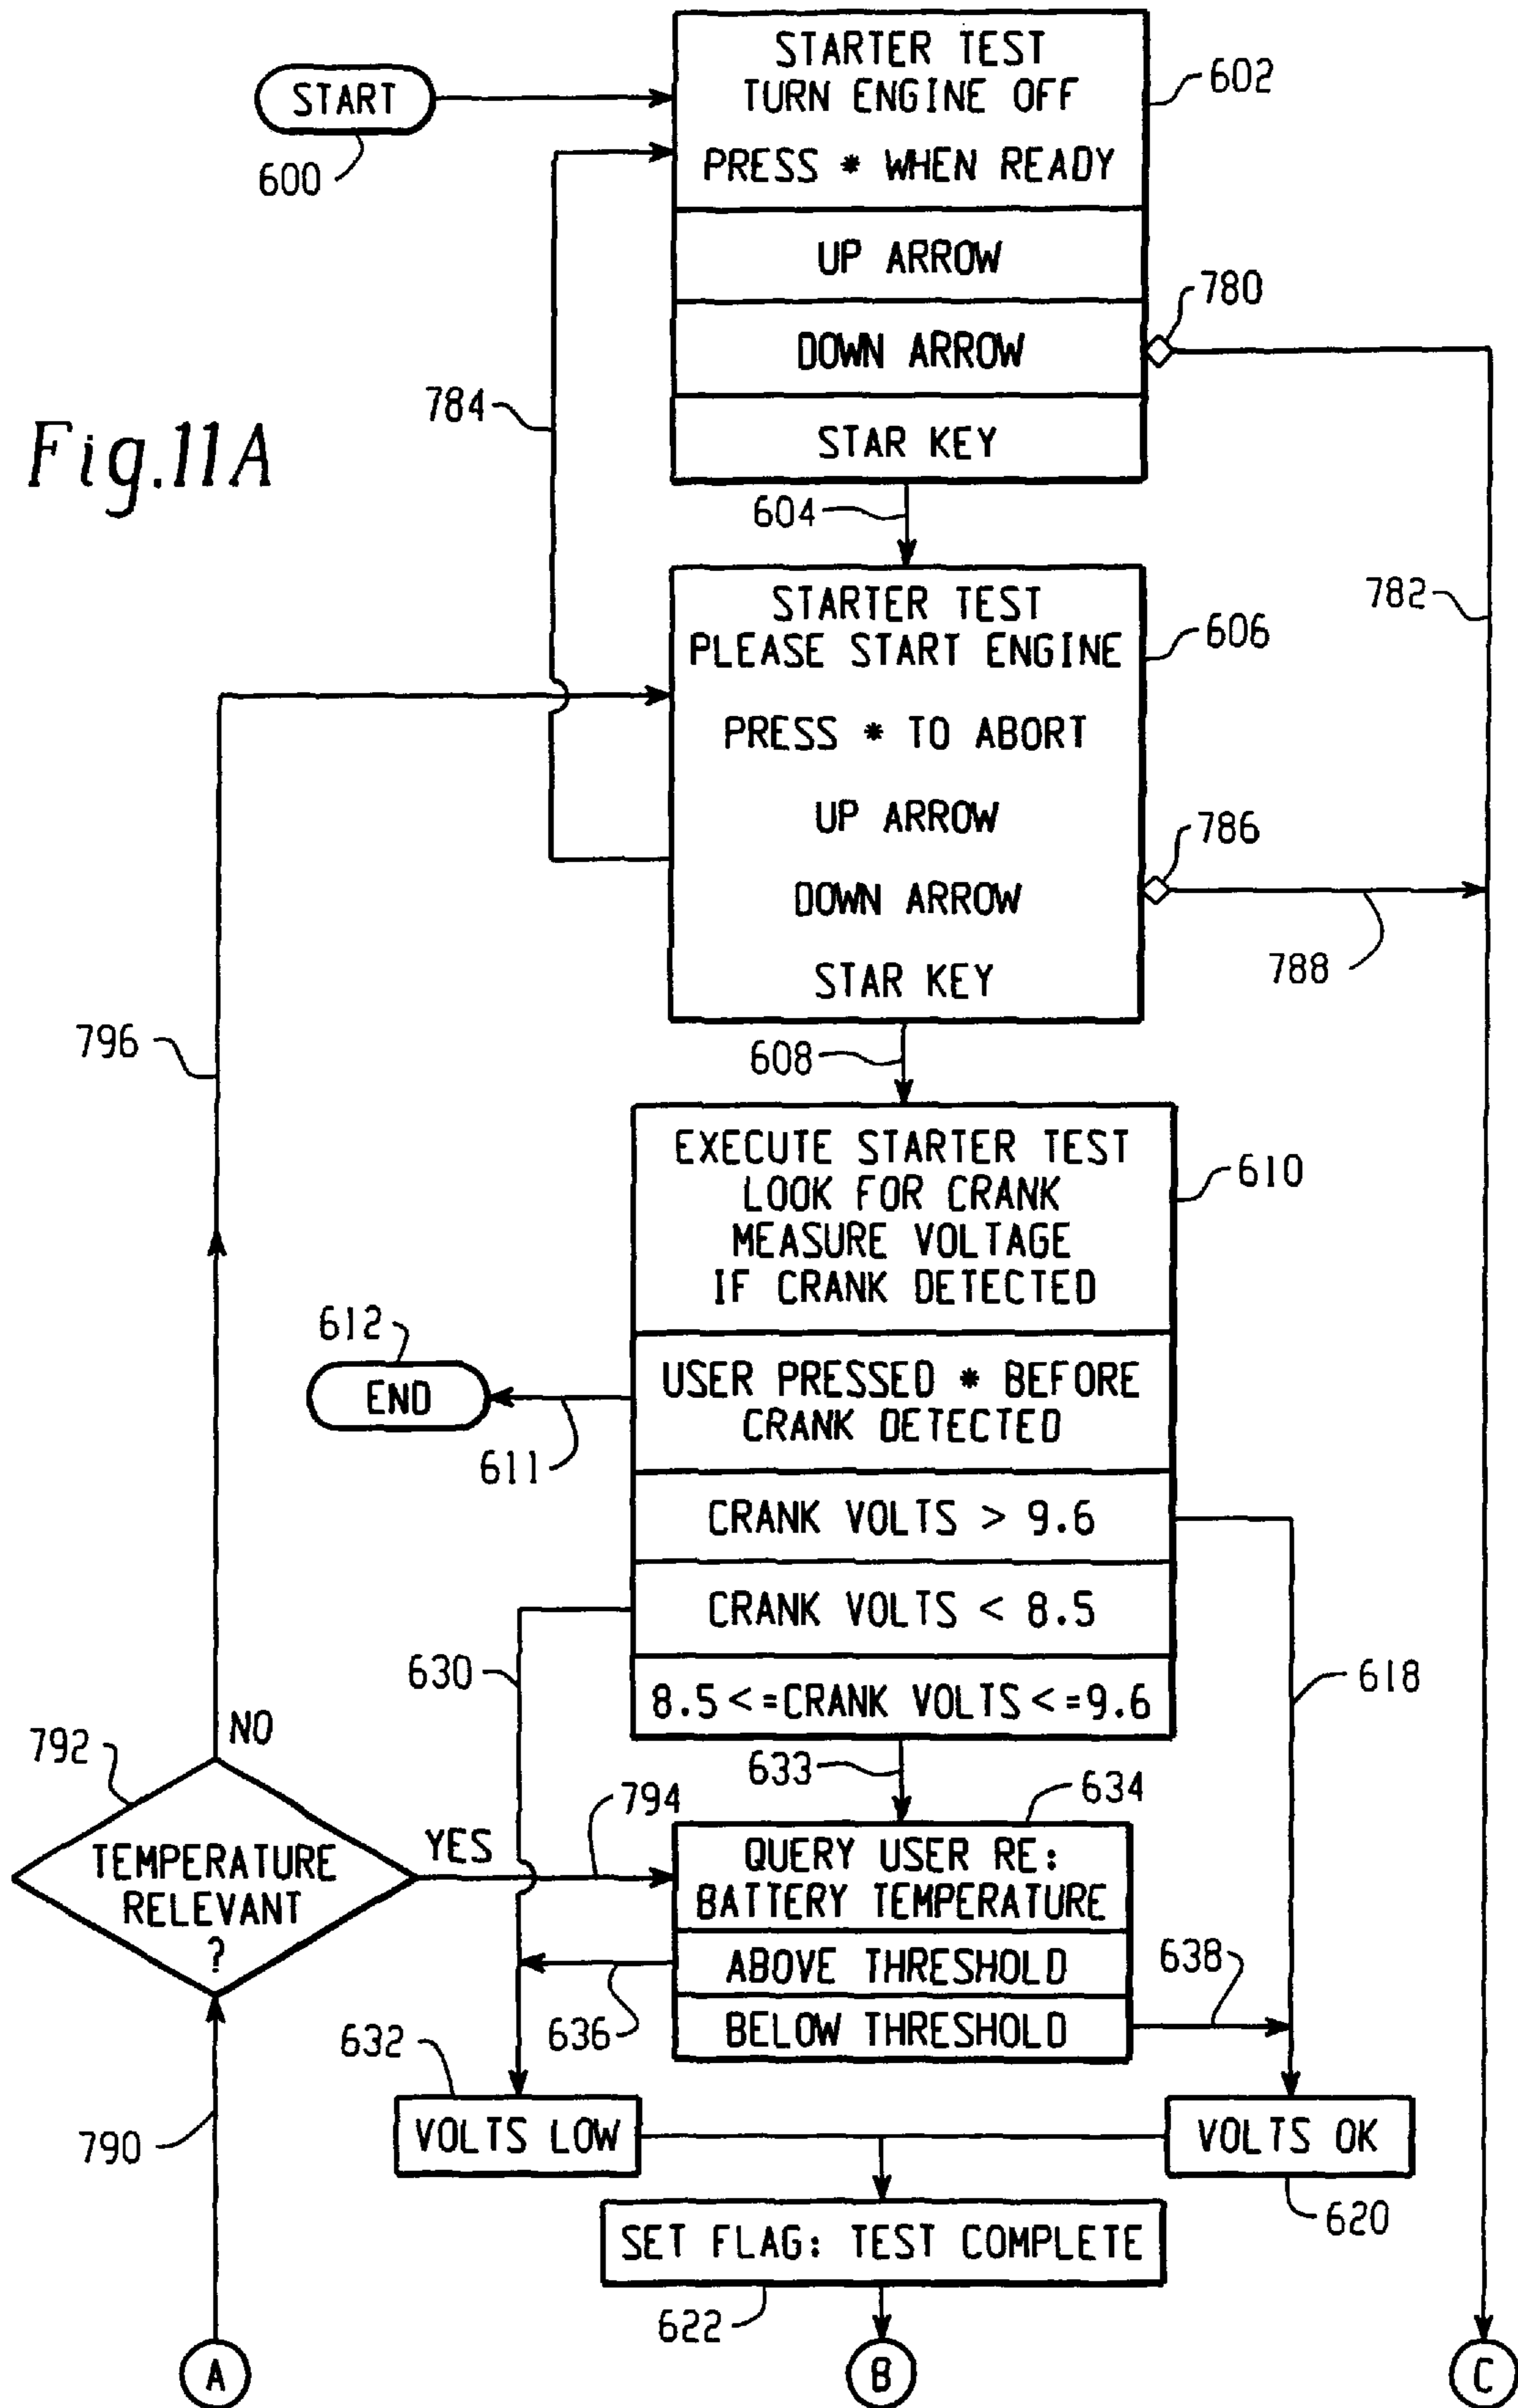 STARTER TEST
TURN ENGINE OFF
PRESS * WHEN READY
UP ARROW
DOWN ARROW
STAR KEY
602
START
600
780
784
Fig.11A
604
782
STARTER TEST
PLEASE START ENGINE
PRESS * TO ABORT
UP ARROW
DOWN ARROW
STAR KEY
606
786
788
796
608
EXECUTE STARTER TEST
LOOK FOR CRANK
MEASURE VOLTAGE
IF CRANK DETECTED
610
612
END
611
USER PRESSED * BEFORE
CRANK DETECTED
CRANK VOLTS > 9.6
CRANK VOLTS < 8.5
8.5<=CRANK VOLTS<=9.6
630
618
633
634
792
NO
TEMPERATURE
RELEVANT
?
YES
794
QUERY USER RE:
BATTERY TEMPERATURE
ABOVE THRESHOLD
BELOW THRESHOLD
636
638
632
VOLTS LOW
VOLTS OK
620
790
SET FLAG: TEST COMPLETE
622
A
B
C